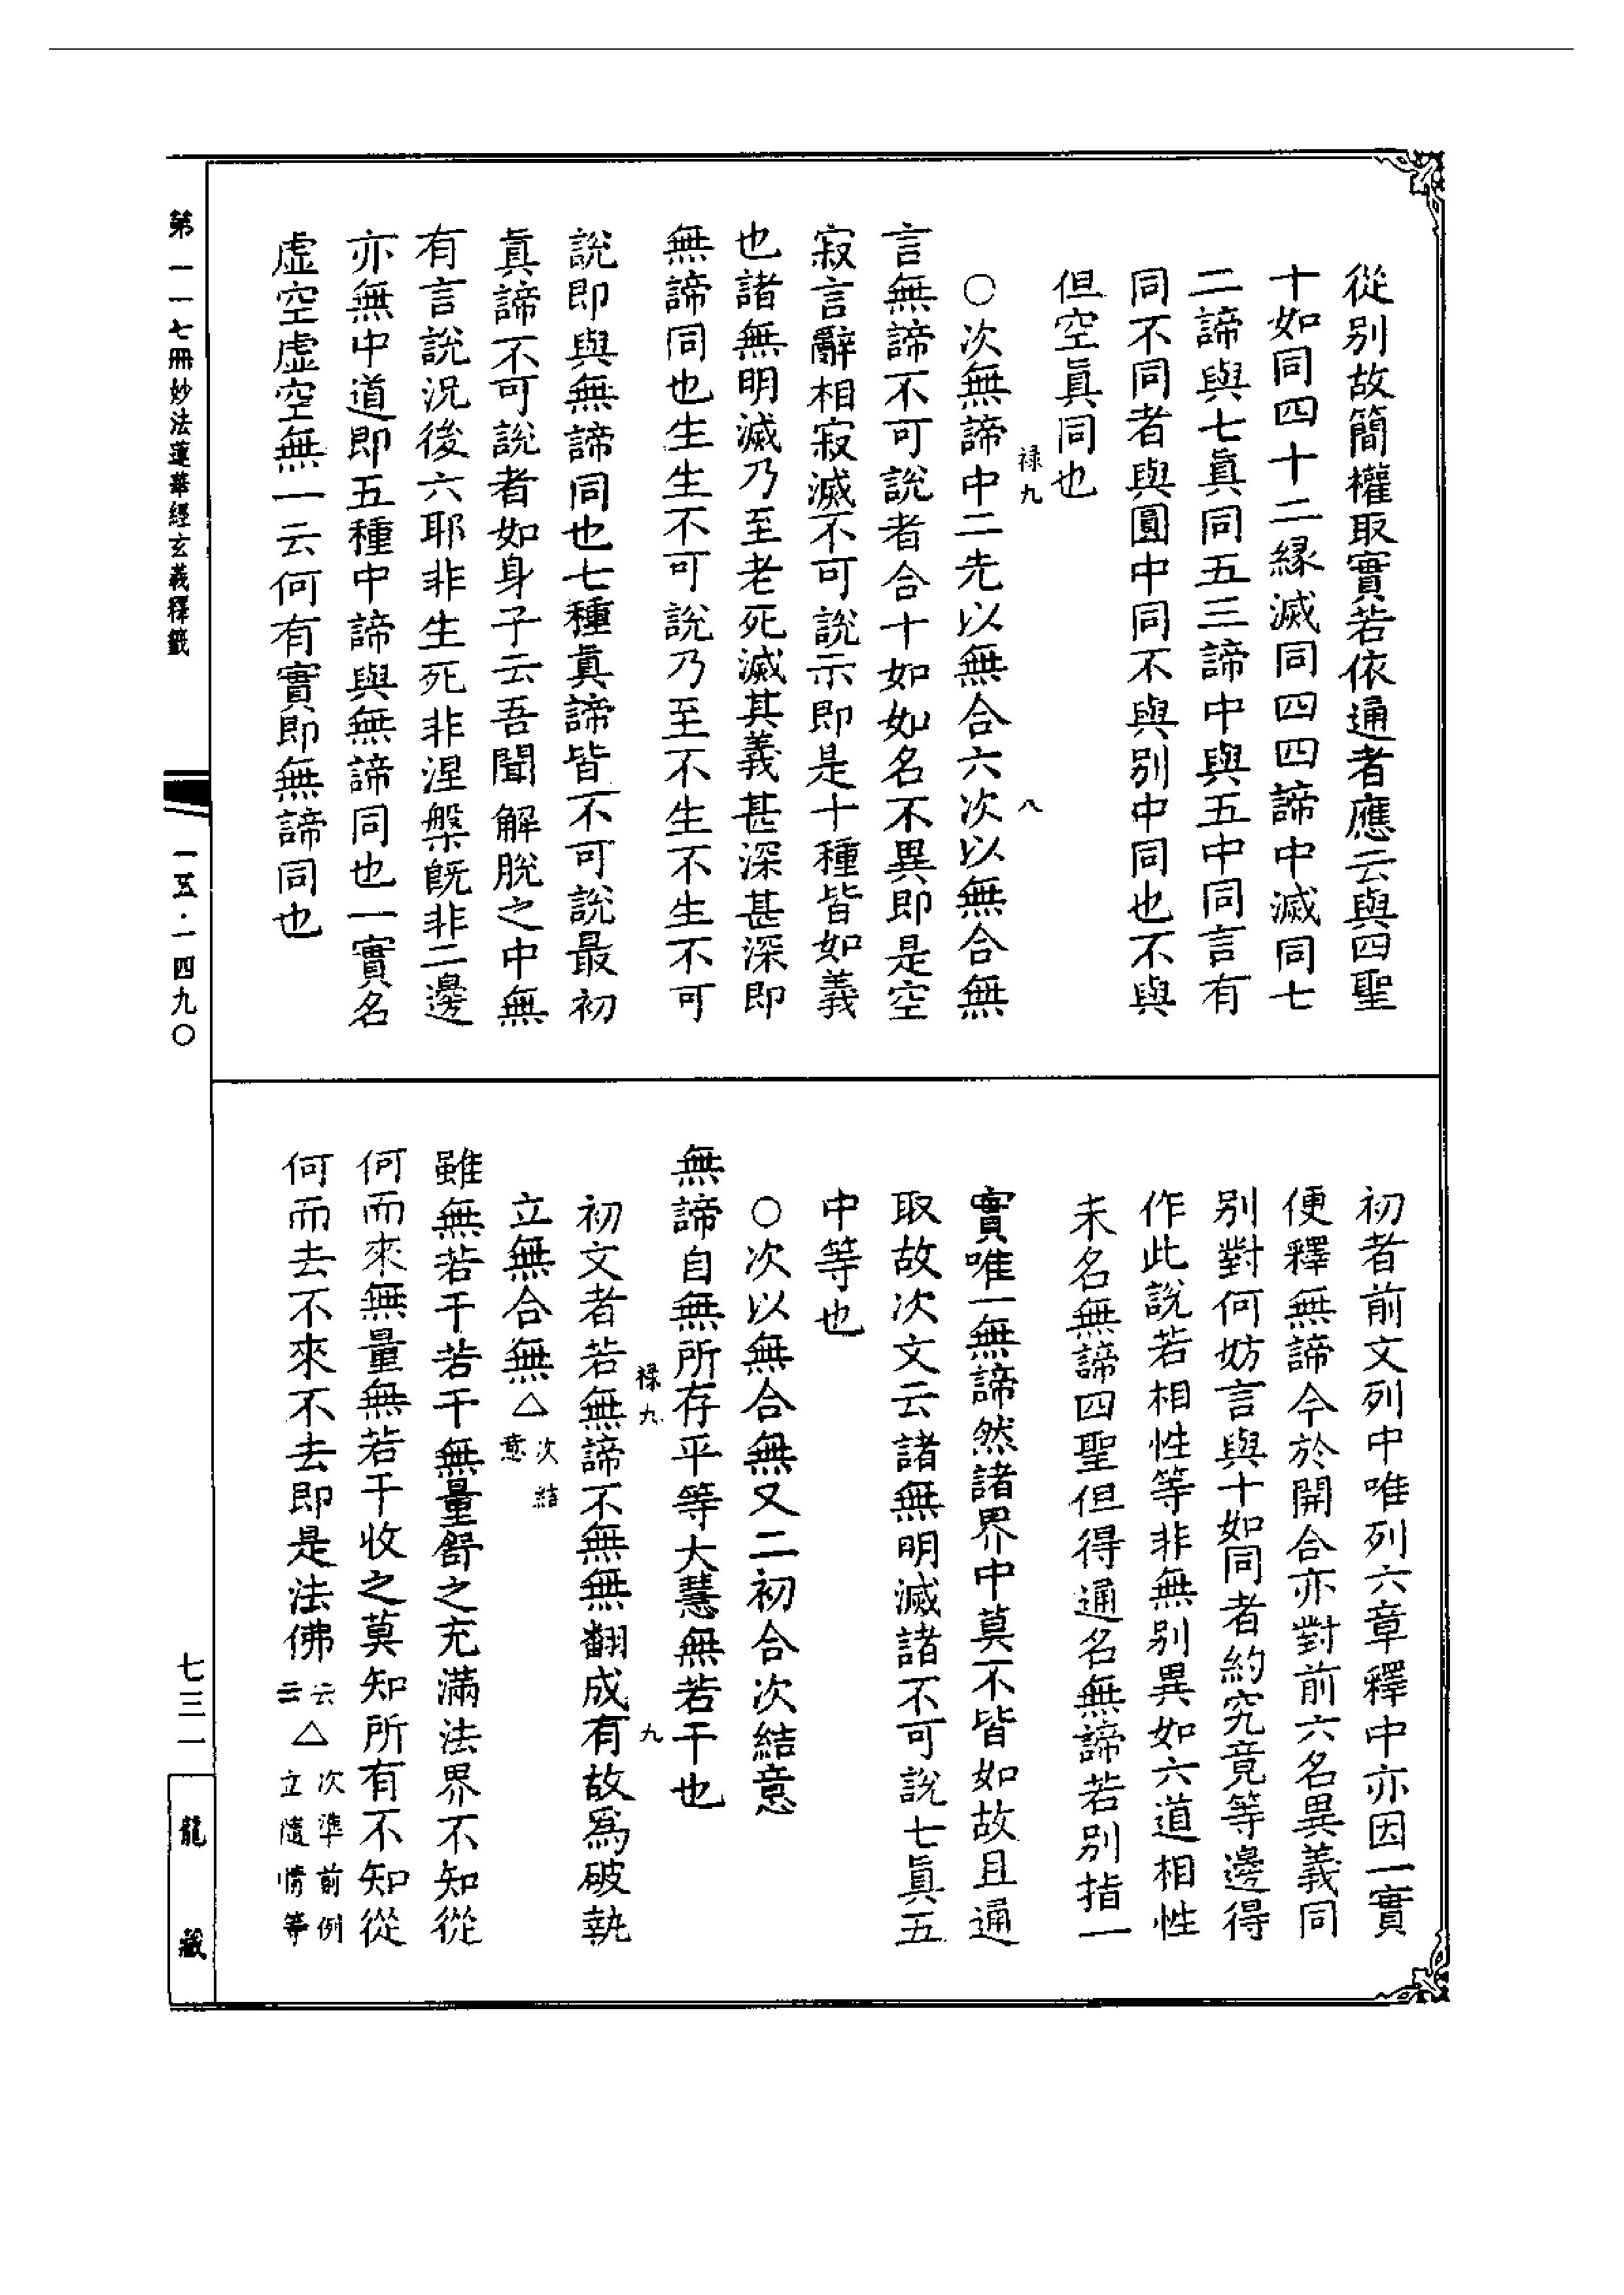 從別故簡權取實若依通者應云與四聖
十如同四十二緣滅同四四諦中滅同七
二諦與七眞同五三諦中與五中同言有
同不同者與圓中同不與別中同也不與
但空眞同也
祿九
八
○次無諦中二先以無合六次以無合無
言無諦不可說者合十如如名不異即是空
寂言辭相寂滅不可說示即是十種皆如義
也諸無明滅乃至老死滅其義甚深甚深即
無諦同也生生不可說乃至不生不生不可
說即與無諦同也七種眞諦皆不可說最初
眞諦不可說者如身子云吾聞解脫之中無
有言說況後六耶非生死非涅槃旣非二邊
亦無中道即五種中諦與無諦同也一實名
虛空虛空無一云何有實即無諦同也
初者前文列中唯列六章釋中亦因一實
便釋無諦今於開合亦對前六名異義同
別對何妨言與十如同者約究竟等邊得
作此說若相性等非無別異如六道相性
未名無諦四聖但得通名無諦若別指一
實唯一無諦然諸界中莫不皆如故且通
取故次文云諸無明滅諸不可說七眞五
中等也
○次以無合無又二初合次結意
無諦自無所存平等大慧無若干也
祿九
九
初文者若無諦不無無翻成有故爲破執
立無合無△次結意
雖無若干若干無量舒之充滿法界不知從
何而來無量無若干收之莫知所有不知從
何而去不來不去即是法佛云云△次準前例立隨情等
第一一七冊 妙法蓮華經玄義釋籤
一五·一四九〇
七三一
龍藏